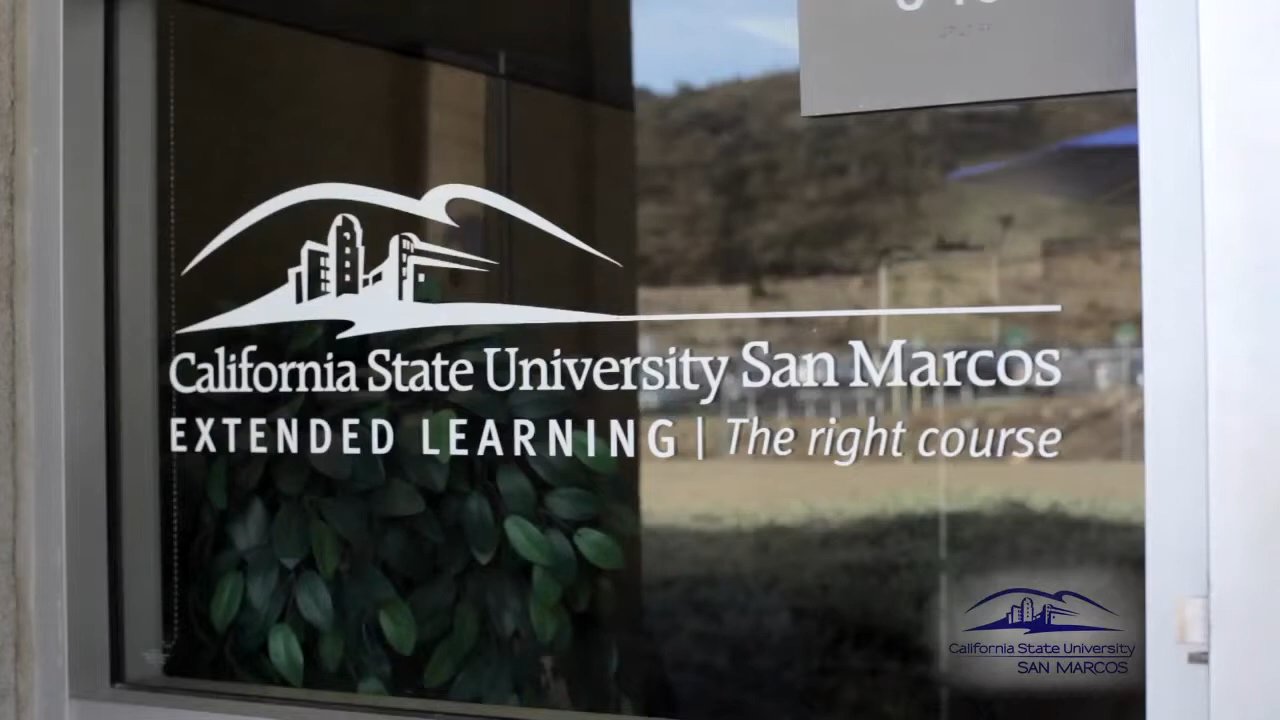 California State University San Marcos
EXTENDED LEARNING | The right course
California State University
SAN MARCOS